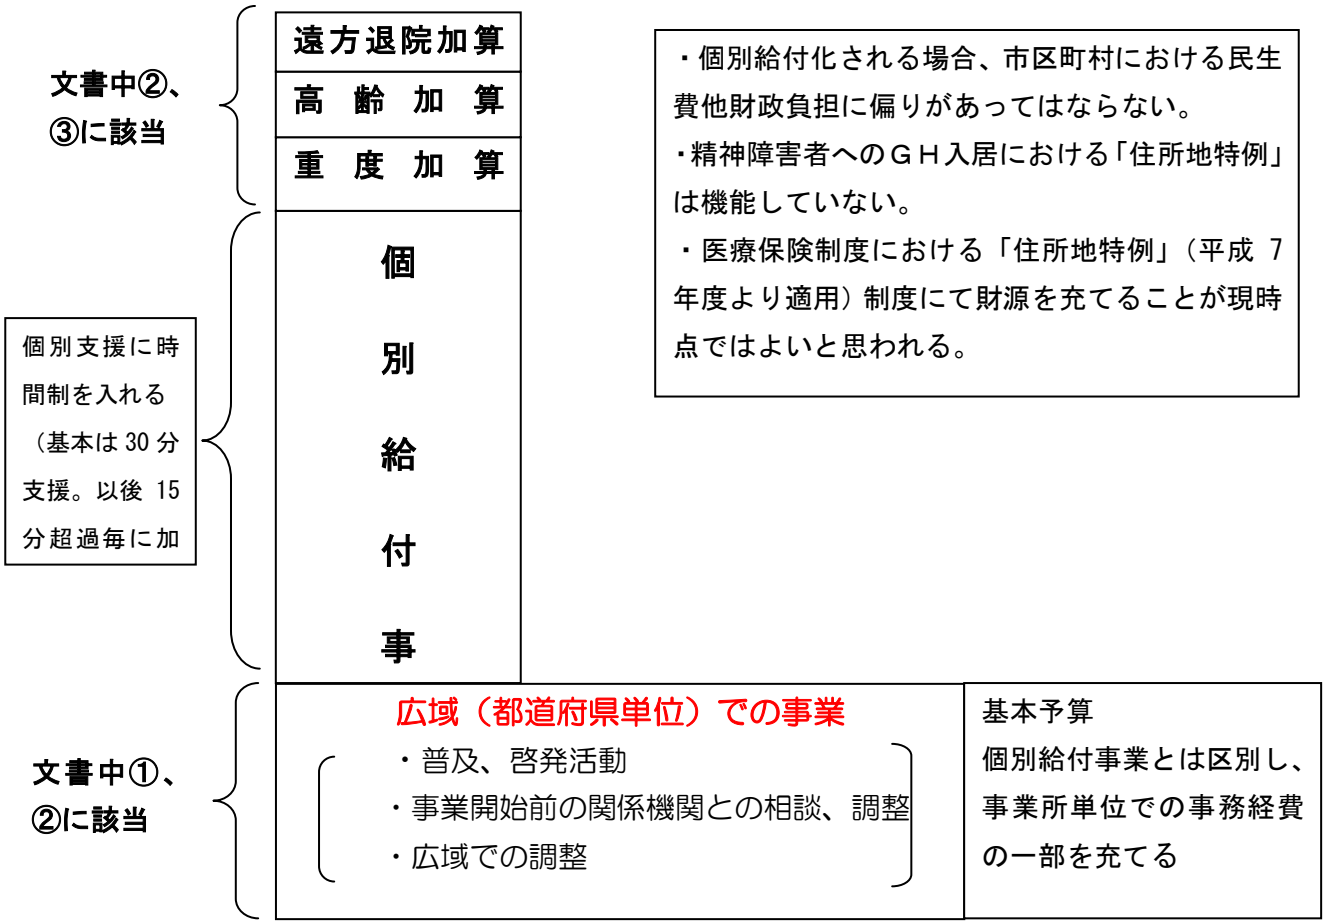 文書中②、
③に該当
遠方退院加算
高齢加算
重度加算
・個別給付化される場合、市区町村における民生
費他財政負担に偏りがあってはならない。
・精神障害者へのＧＨ入居における「住所地特例」
は機能していない。
・医療保険制度における「住所地特例」（平成 7
年度より適用）制度にて財源を充てることが現時
点ではよいと思われる。
個別支援に時
間制を入れる
（基本は 30 分
支援。以後 15
分超過毎に加
個
別
給
付
事
文書中①、
②に該当
広域（都道府県単位）での事業
・普及、啓発活動
・事業開始前の関係機関との相談、調整
・広域での調整
基本予算
個別給付事業とは区別し、
事業所単位での事務経費
の一部を充てる